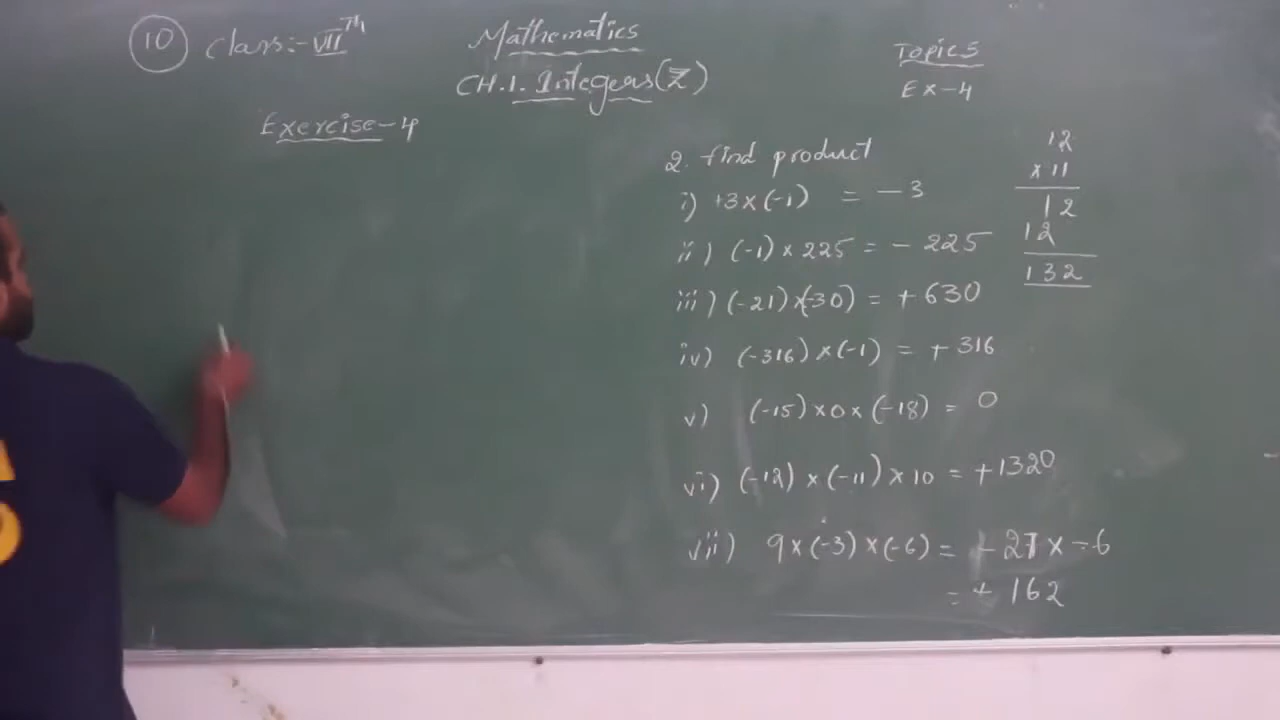 10 Class:- VII Th
Mathematics
CH.1. Integers(Z)
Topics
Ex-4
Exercise-4
2. find product
i) +3×(-1) = -3
ii) (-1)×225 = -225
iii) (-21)×(-30) = +630
iv) (-316)×(-1) = +316
v) (-15)×0×(-18) = 0
vi) (-12)×(-11)×10 = +1320
vii) 9×(-3)×(-6) = -27×-6
= + 162
12
×11
12
12
132